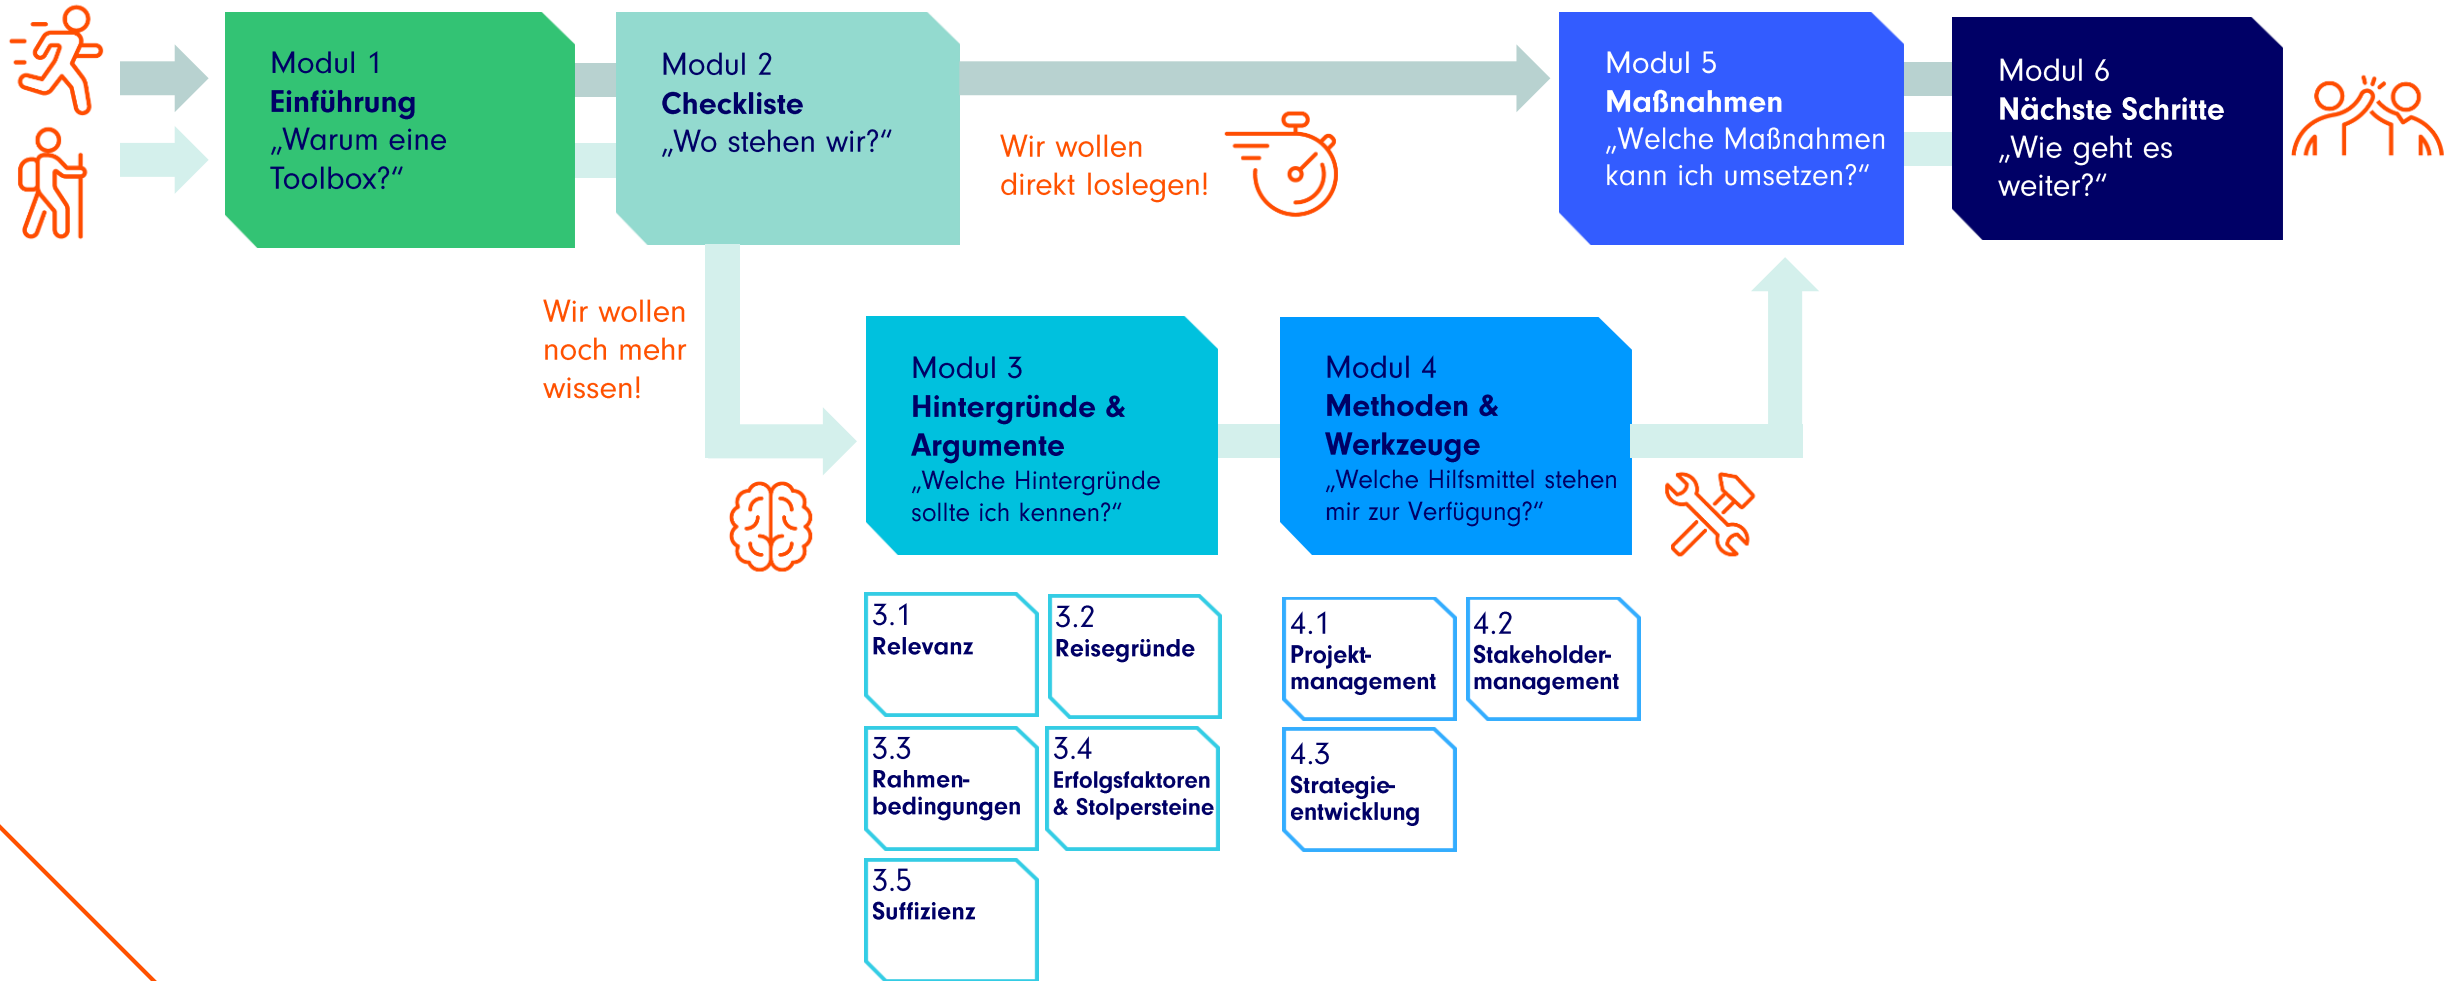 Modul 1
Einführung
„Warum eine
Toolbox?“
Modul 2
Checkliste
„Wo stehen wir?“
Wir wollen
direkt loslegen!
Modul 5
Maßnahmen
„Welche Maßnahmen
kann ich umsetzen?“
Modul 6
Nächste Schritte
„Wie geht es
weiter?“
Wir wollen
noch mehr
wissen!
Modul 3
Hintergründe &
Argumente
„Welche Hintergründe
sollte ich kennen?“
Modul 4
Methoden &
Werkzeuge
„Welche Hilfsmittel stehen
mir zur Verfügung?“
3.1
Relevanz
3.2
Reisegründe
3.3
Rahmen-
bedingungen
3.4
Erfolgsfaktoren
& Stolpersteine
3.5
Suffizienz
4.1
Projekt-
management
4.2
Stakeholder-
management
4.3
Strategie-
entwicklung